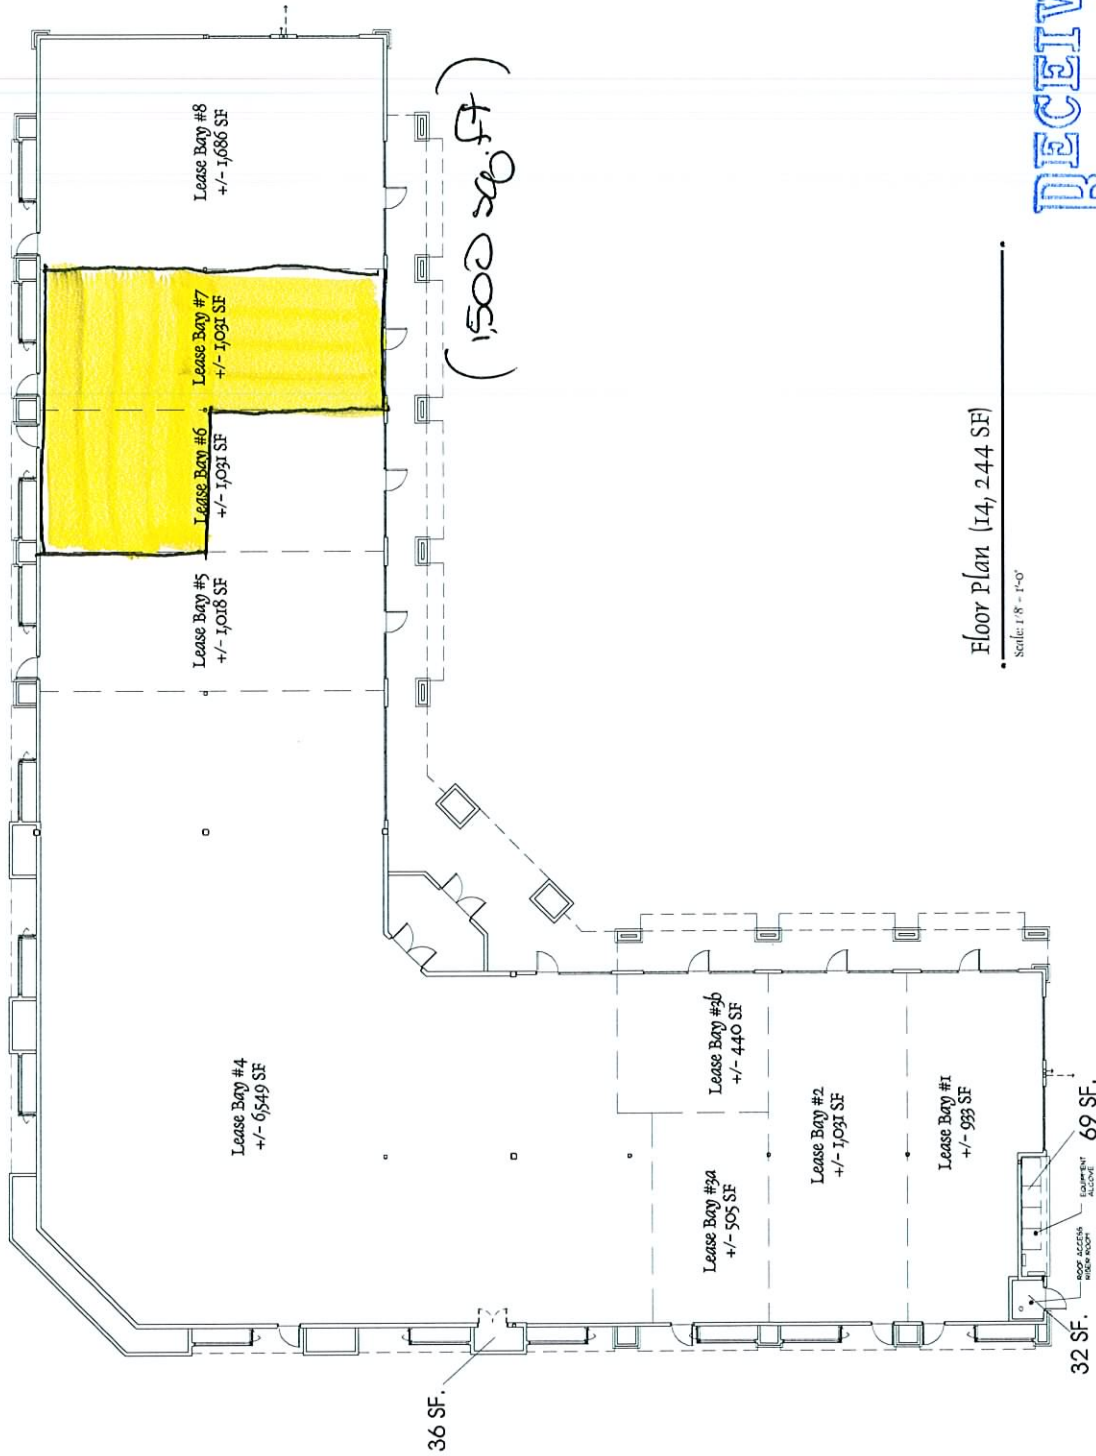 Lease Bay #8
+/- 1,686 SF
Lease Bay #7
+/- 1,031 SF
Lease Bay #6
+/- 1,031 SF
Lease Bay #5
+/- 1,018 SF
(1,500 sq. ft)
Lease Bay #4
+/- 6,549 SF
Lease Bay #3b
+/- 440 SF
Lease Bay #3a
+/- 505 SF
Lease Bay #2
+/- 1,031 SF
Lease Bay #1
+/- 933 SF
36 SF.
32 SF.
69 SF.
ROOF ACCESS
RISER ROOM
EQUIPMENT
ALCOVE
Floor Plan (14, 244 SF)
Scale: 1/8" - 1'-0"
RECEIV